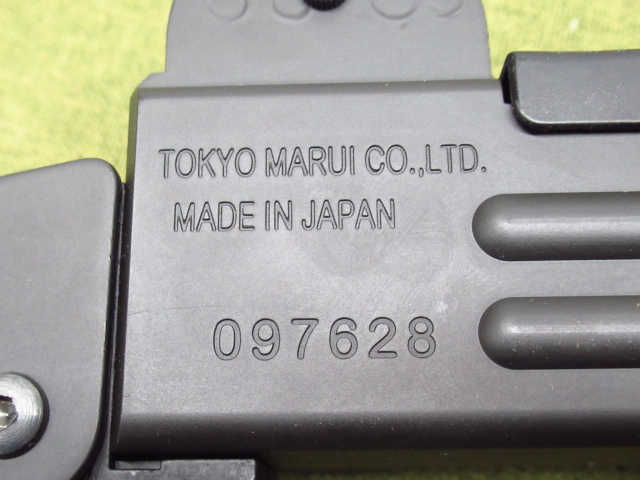 TOKYO MARUI CO.,LTD.
MADE IN JAPAN
097628